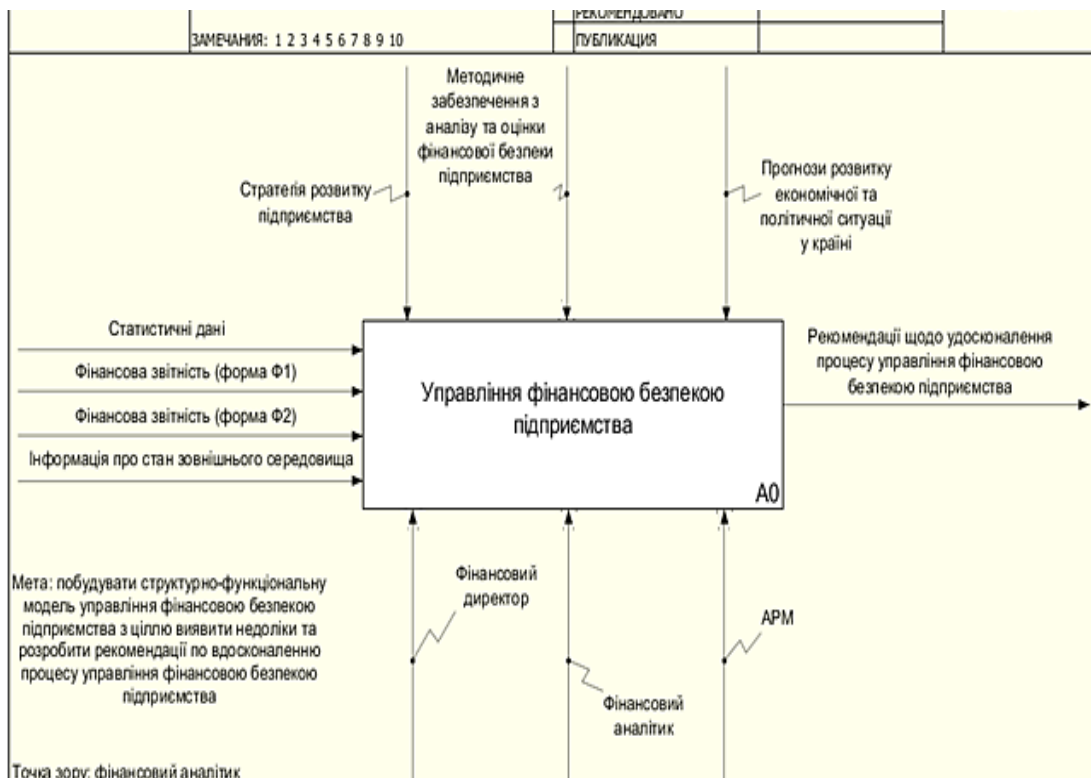 РЕКОМЕНДОВАНО
ЗАМЕЧАНИЯ: 1 2 3 4 5 6 7 8 9 10
ПУБЛИКАЦИЯ
Методичне
забезпечення з
аналізу та оцінки
фінансової безпеки
підприємства
Стратегія розвитку
підприємства
Прогнози розвитку
економічної та
політичної ситуації
у країні
Статистичні дані
Фінансова звітність (форма Ф1)
Фінансова звітність (форма Ф2)
Інформація про стан зовнішнього середовища
Управління фінансовою безпекою
підприємства
A0
Рекомендації щодо удосконалення
процесу управління фінансовою
безпекою підприємства
Мета: побудувати структурно-функціональну
модель управління фінансовою безпекою
підприємства з ціллю виявити недоліки та
розробити рекомендації по вдосконаленню
процесу управління фінансовою безпекою
підприємства
Фінансовий
директор
АРМ
Фінансовий
аналітик
Точка зору: фінансовий аналітик